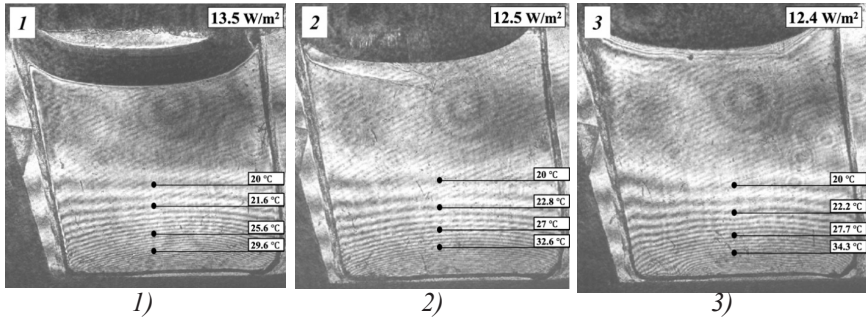 1
13.5 W/m²
20 °C
21.6 °C
25.6 °C
29.6 °C
1)
2
12.5 W/m²
20 °C
22.8 °C
27 °C
32.6 °C
2)
3
12.4 W/m²
20 °C
22.2 °C
27.7 °C
34.3 °C
3)